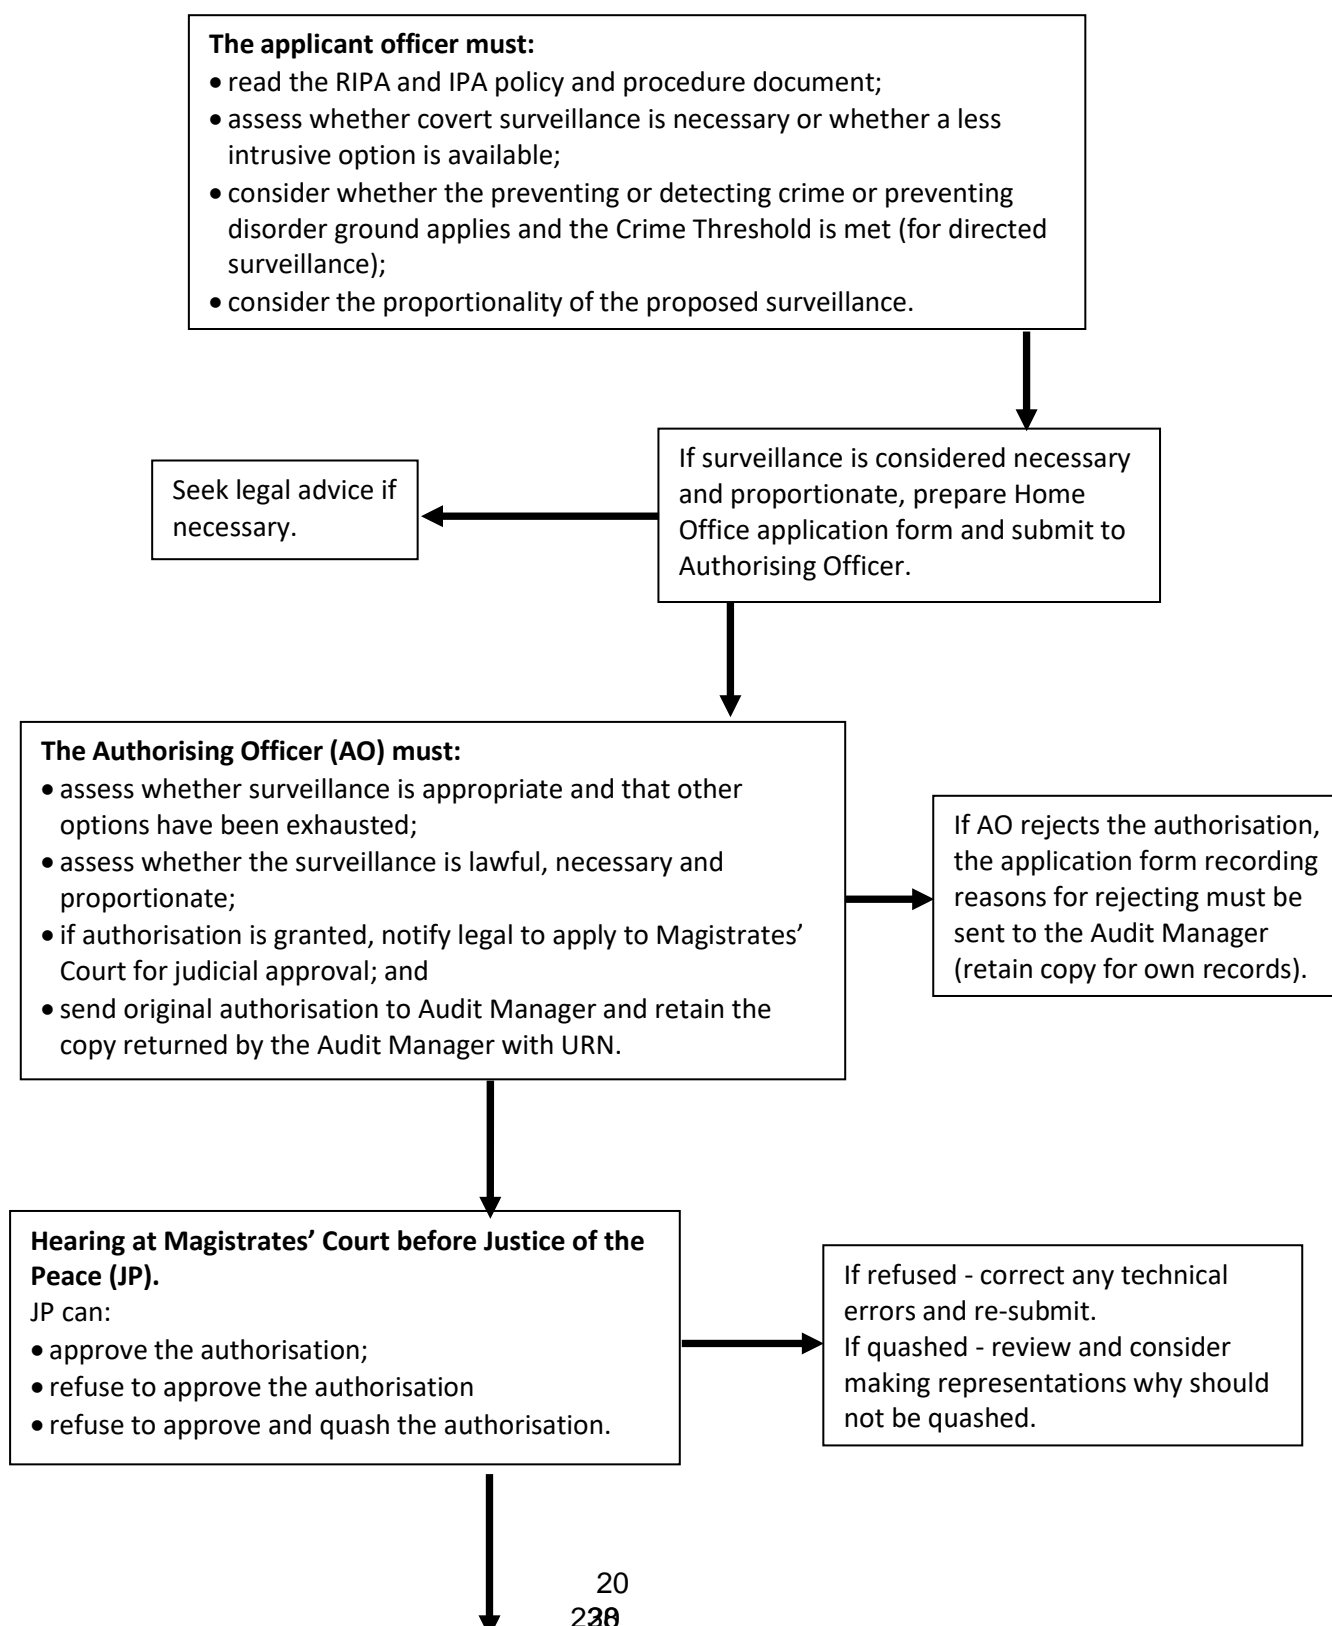 The applicant officer must:
• read the RIPA and IPA policy and procedure document;
• assess whether covert surveillance is necessary or whether a less
intrusive option is available;
• consider whether the preventing or detecting crime or preventing
disorder ground applies and the Crime Threshold is met (for directed
surveillance);
• consider the proportionality of the proposed surveillance.
If surveillance is considered necessary
and proportionate, prepare Home
Office application form and submit to
Authorising Officer.
Seek legal advice if
necessary.
The Authorising Officer (AO) must:
• assess whether surveillance is appropriate and that other
options have been exhausted;
• assess whether the surveillance is lawful, necessary and
proportionate;
• if authorisation is granted, notify legal to apply to Magistrates’
Court for judicial approval; and
• send original authorisation to Audit Manager and retain the
copy returned by the Audit Manager with URN.
If AO rejects the authorisation,
the application form recording
reasons for rejecting must be
sent to the Audit Manager
(retain copy for own records).
Hearing at Magistrates’ Court before Justice of the
Peace (JP).
JP can:
• approve the authorisation;
• refuse to approve the authorisation
• refuse to approve and quash the authorisation.
If refused - correct any technical
errors and re-submit.
If quashed - review and consider
making representations why should
not be quashed.
20